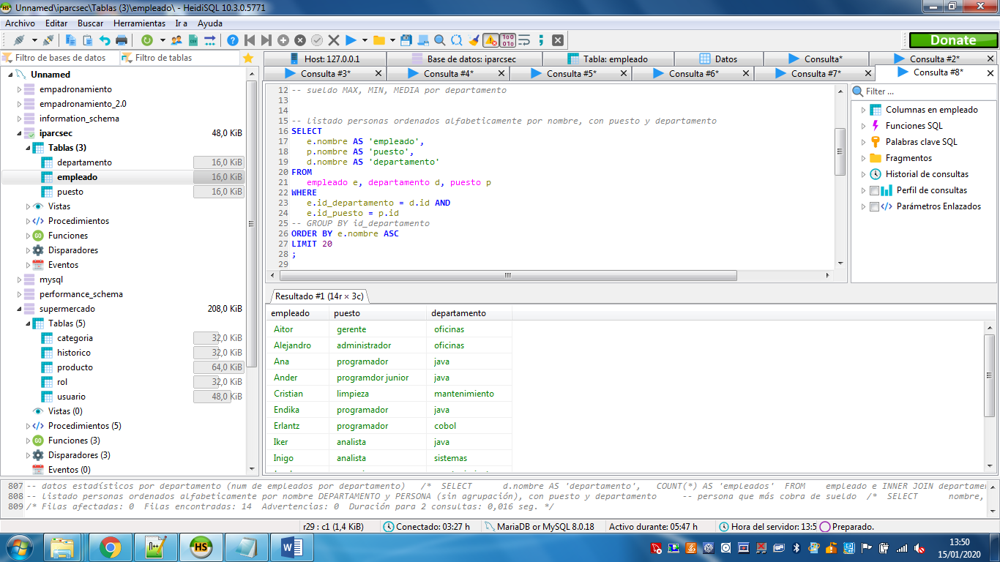 Unnamed\iparcsec\Tablas (3)\empleado\ - HeidiSQL 10.3.0.5771
Archivo Editar Buscar Herramientas Ir a Ayuda
Donate
Filtro de bases de datos Filtro de tablas
Host: 127.0.0.1 Base de datos: iparcsec Tabla: empleado Datos Consulta* Consulta #2*
Consulta #3* Consulta #4* Consulta #5* Consulta #6* Consulta #7* Consulta #8*
Unnamed
empadronamiento
empadronamiento_2.0
information_schema
iparcsec 48,0 KiB
Tablas (3)
departamento 16,0 KiB
empleado 16,0 KiB
puesto 16,0 KiB
Vistas
Procedimientos
Funciones
Disparadores
Eventos
mysql
performance_schema
supermercado 208,0 KiB
Tablas (5)
categoria 32,0 KiB
historico 32,0 KiB
producto 64,0 KiB
rol 32,0 KiB
usuario 48,0 KiB
Vistas (0)
Procedimientos (5)
Funciones (3)
Disparadores (3)
Eventos (0)
12 -- sueldo MAX, MIN, MEDIA por departamento
13
14
15 -- listado personas ordenados alfabeticamente por nombre, con puesto y departamento
16 SELECT
17 e.nombre AS 'empleado',
18 p.nombre AS 'puesto',
19 d.nombre AS 'departamento'
20 FROM
21 empleado e, departamento d, puesto p
22 WHERE
23 e.id_departamento = d.id AND
24 e.id_puesto = p.id
25 -- GROUP BY id_departamento
26 ORDER BY e.nombre ASC
27 LIMIT 20
28 ;
29
Filter ...
Columnas en empleado
Funciones SQL
Palabras clave SQL
Fragmentos
Historial de consultas
Perfil de consultas
Parámetros Enlazados
Resultado #1 (14r × 3c)
empleado puesto departamento
Aitor gerente oficinas
Alejandro administrador oficinas
Ana programador java
Ander programdor junior java
Cristian limpieza mantenimiento
Endika programador java
Erlantz programador cobol
Iker analista java
Inigo analista sistemas
807 -- datos estadísticos por departamento (num de empleados por departamento) /* SELECT d.nombre AS 'departamento', COUNT(*) AS 'empleados' FROM empleado e INNER JOIN departamen
808 -- listado personas ordenados alfabeticamente por nombre DEPARTAMENTO y PERSONA (sin agrupación), con puesto y departamento -- persona que más cobra de sueldo /* SELECT nombre,
809 /* Filas afectadas: 0 Filas encontradas: 14 Advertencias: 0 Duración para 2 consultas: 0,016 seg. */
r29 : c1 (1,4 KiB) Conectado: 03:27 h MariaDB or MySQL 8.0.18 Activo durante: 05:47 h Hora del servidor: 13:5 Preparado.
13:50
15/01/2020